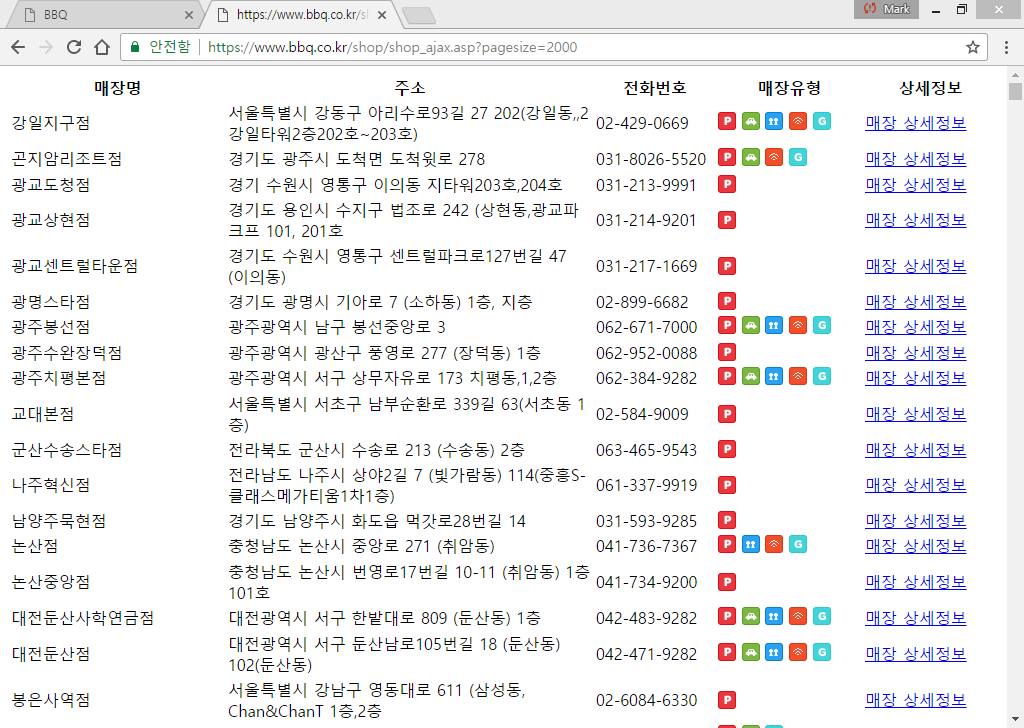 BBQ
https://www.bbq.co.kr/sh
Mark
안전함 https://www.bbq.co.kr/shop/shop_ajax.asp?pagesize=2000
매장명 주소 전화번호 매장유형 상세정보
강일지구점 서울특별시 강동구 아리수로93길 27 202(강일동,,2 02-429-0669 P G 매장 상세정보
강일타워2층202호~203호)
곤지암리조트점 경기도 광주시 도척면 도척윗로 278 031-8026-5520 P G 매장 상세정보
광교도청점 경기 수원시 영통구 이의동 지타워203호,204호 031-213-9991 P 매장 상세정보
광교상현점 경기도 용인시 수지구 법조로 242 (상현동,광교파 031-214-9201 P 매장 상세정보
크프 101, 201호
광교센트럴타운점 경기도 수원시 영통구 센트럴파크로127번길 47 031-217-1669 P 매장 상세정보
(이의동)
광명스타점 경기도 광명시 기아로 7 (소하동) 1층, 지층 02-899-6682 P 매장 상세정보
광주봉선점 광주광역시 남구 봉선중앙로 3 062-671-7000 P G 매장 상세정보
광주수완장덕점 광주광역시 광산구 풍영로 277 (장덕동) 1층 062-952-0088 P 매장 상세정보
광주치평본점 광주광역시 서구 상무자유로 173 치평동,1,2층 062-384-9282 P G 매장 상세정보
교대본점 서울특별시 서초구 남부순환로 339길 63(서초동 1 02-584-9009 P 매장 상세정보
층)
군산수송스타점 전라북도 군산시 수송로 213 (수송동) 2층 063-465-9543 P 매장 상세정보
나주혁신점 전라남도 나주시 상야2길 7 (빛가람동) 114(중흥S- 061-337-9919 P 매장 상세정보
클래스메가티움1차1층)
남양주묵현점 경기도 남양주시 화도읍 먹갓로28번길 14 031-593-9285 P 매장 상세정보
논산점 충청남도 논산시 중앙로 271 (취암동) 041-736-7367 P G 매장 상세정보
논산중앙점 충청남도 논산시 번영로17번길 10-11 (취암동) 1층 041-734-9200 P 매장 상세정보
101호
대전둔산사학연금점 대전광역시 서구 한밭대로 809 (둔산동) 1층 042-483-9282 P G 매장 상세정보
대전둔산점 대전광역시 서구 둔산남로105번길 18 (둔산동) 042-471-9282 P G 매장 상세정보
102(둔산동)
봉은사역점 서울특별시 강남구 영동대로 611 (삼성동, 02-6084-6330 P 매장 상세정보
Chan&ChanT 1층,2층